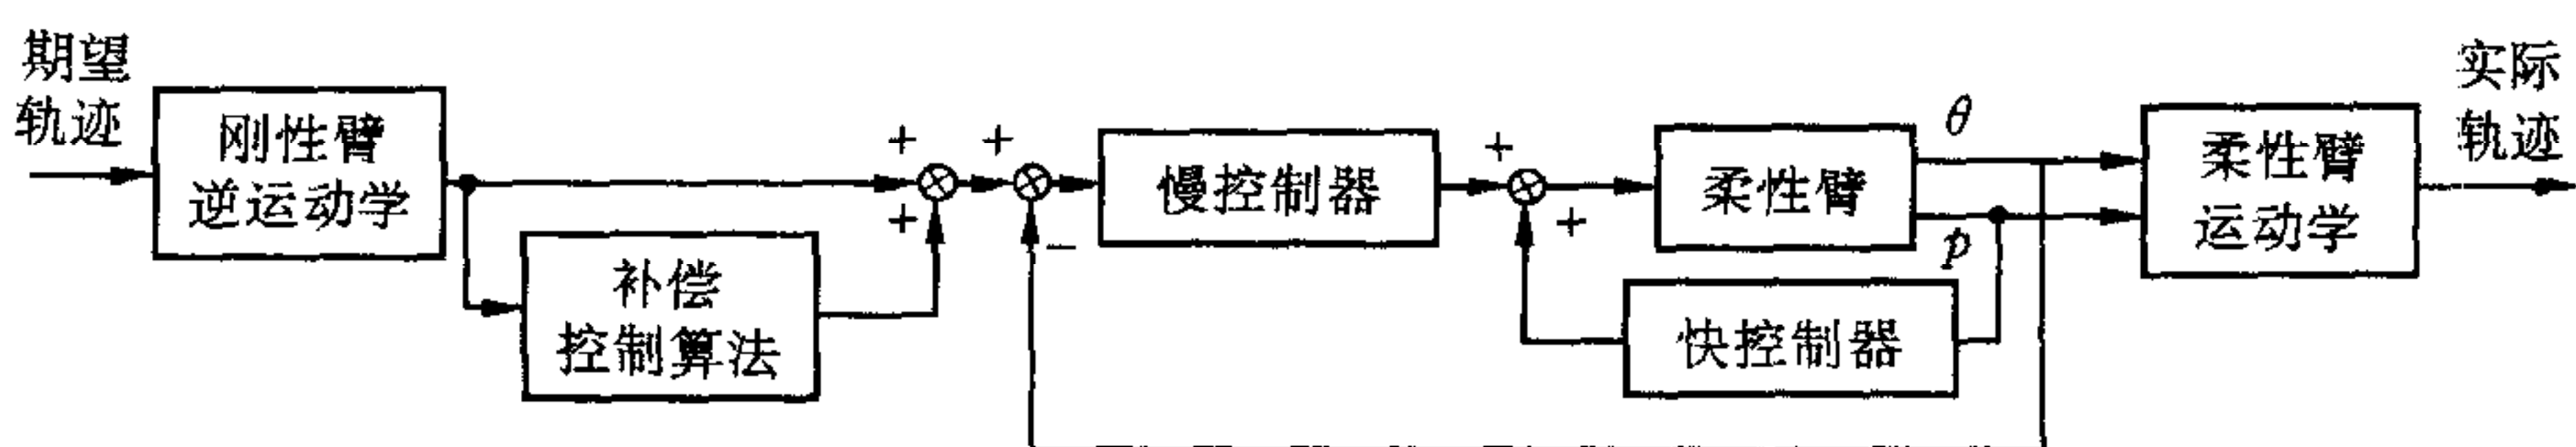 期望
轨迹
刚性臂
逆运动学
补偿
控制算法
+
+
+
−
慢控制器
+
+
柔性臂
θ
p
快控制器
柔性臂
运动学
实际
轨迹